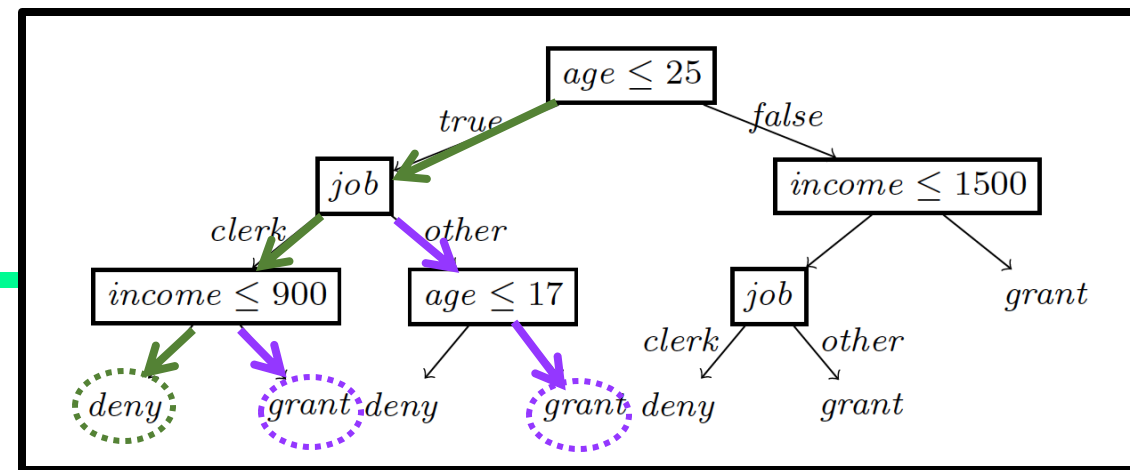 age ≤ 25
true false
job income ≤ 1500
clerk other
income ≤ 900 age ≤ 17 job grant
clerk other
deny grant deny grant deny grant